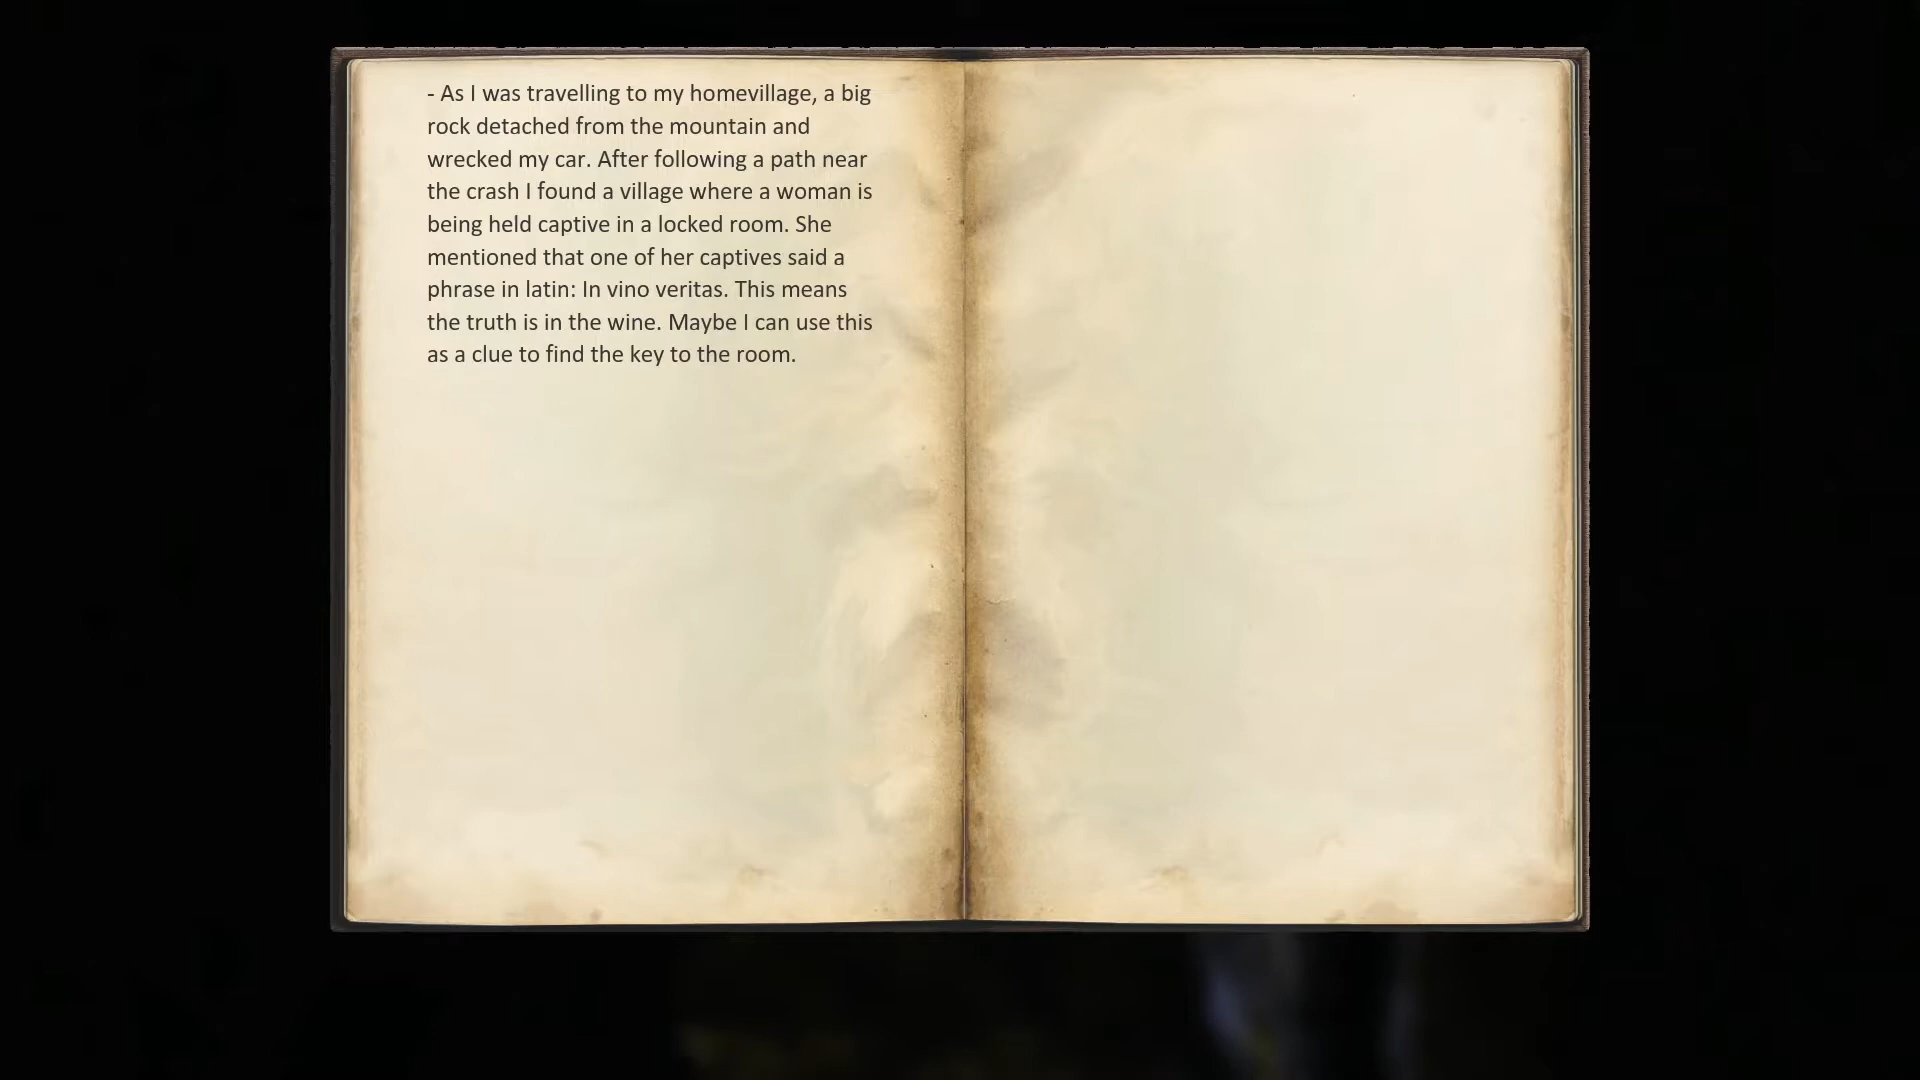 - As I was travelling to my homevillage, a big
rock detached from the mountain and
wrecked my car. After following a path near
the crash I found a village where a woman is
being held captive in a locked room. She
mentioned that one of her captives said a
phrase in latin: In vino veritas. This means
the truth is in the wine. Maybe I can use this
as a clue to find the key to the room.